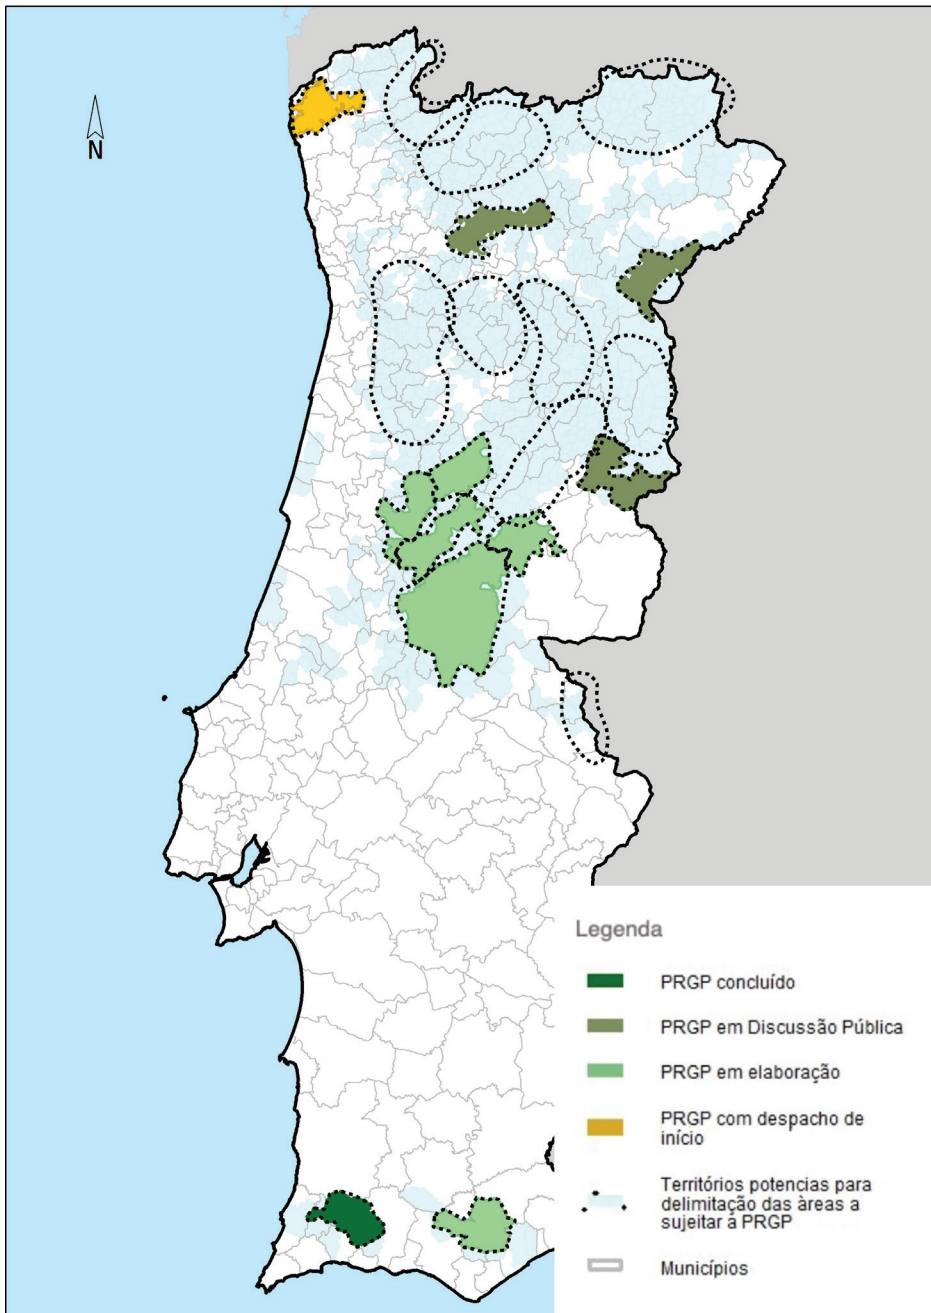 N
Legenda
PRGP concluído
PRGP em Discussão Pública
PRGP em elaboração
PRGP com despacho de
início
Territórios potencias para
delimitação das àreas a
sujeitar a PRGP
Municípios